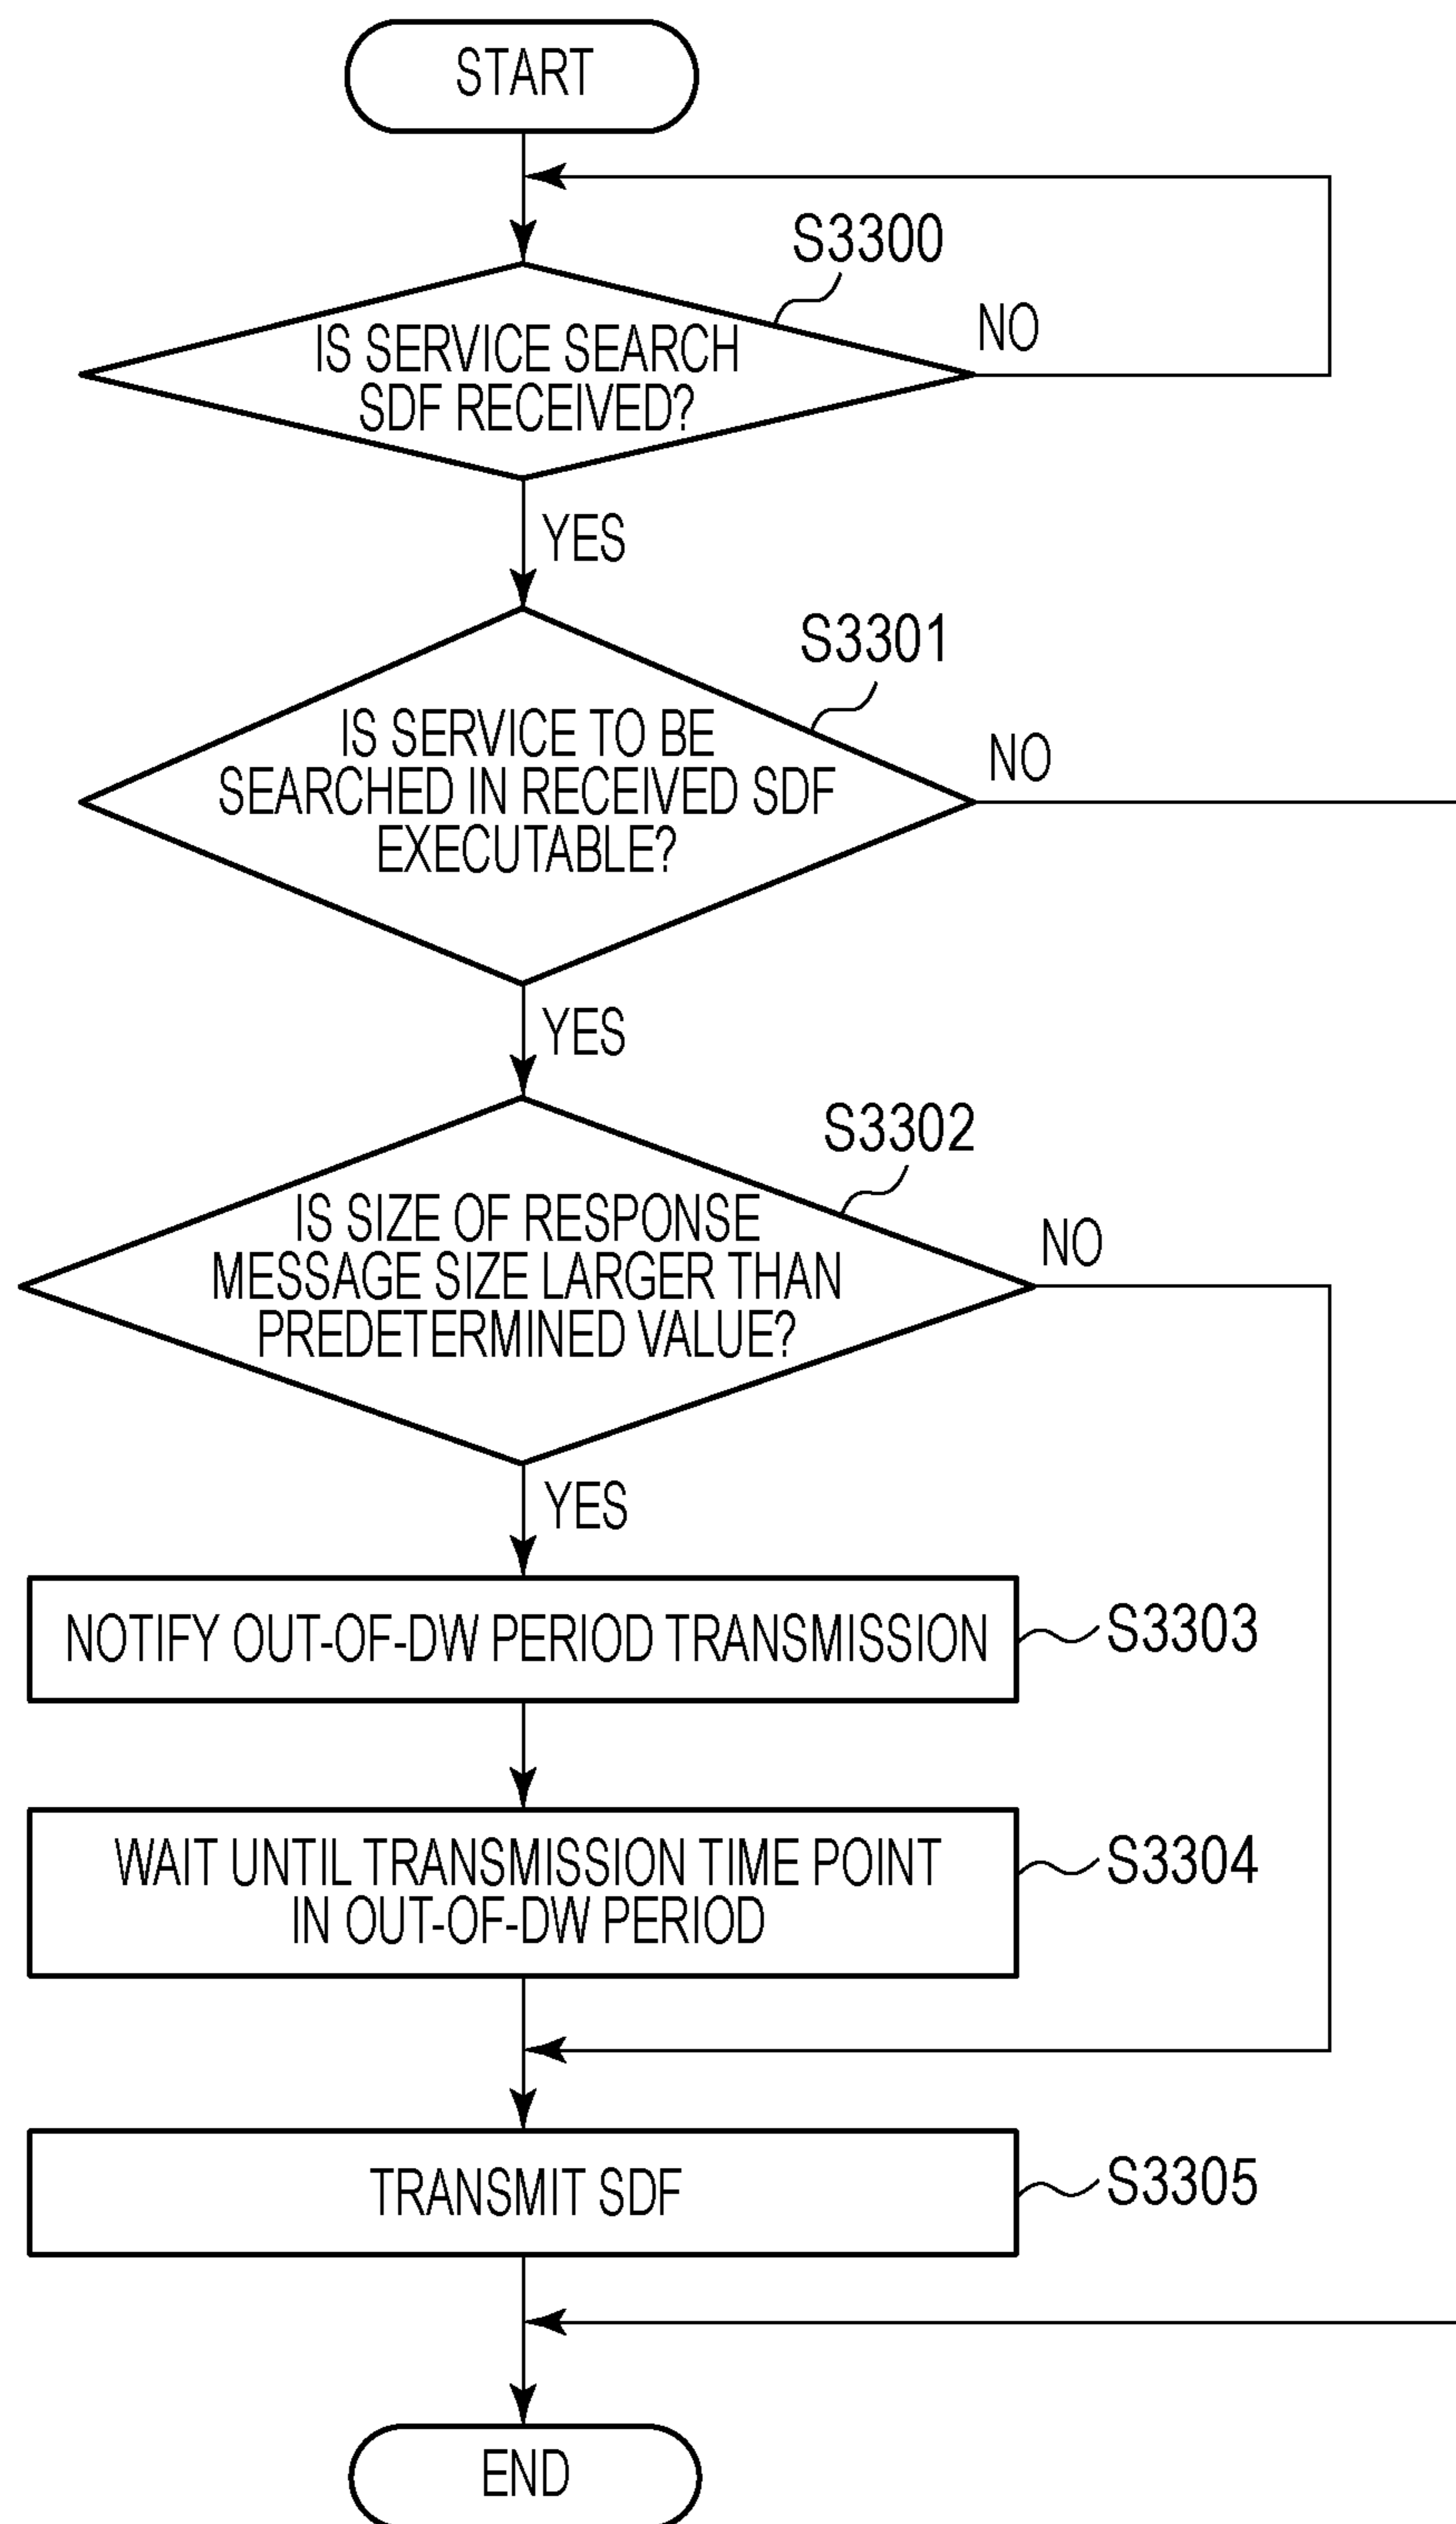 START
S3300
NO
IS SERVICE SEARCH
SDF RECEIVED?
YES
S3301
NO
IS SERVICE TO BE
SEARCHED IN RECEIVED SDF
EXECUTABLE?
YES
S3302
NO
IS SIZE OF RESPONSE
MESSAGE SIZE LARGER THAN
PREDETERMINED VALUE?
YES
NOTIFY OUT-OF-DW PERIOD TRANSMISSION
S3303
WAIT UNTIL TRANSMISSION TIME POINT
IN OUT-OF-DW PERIOD
S3304
TRANSMIT SDF
S3305
END